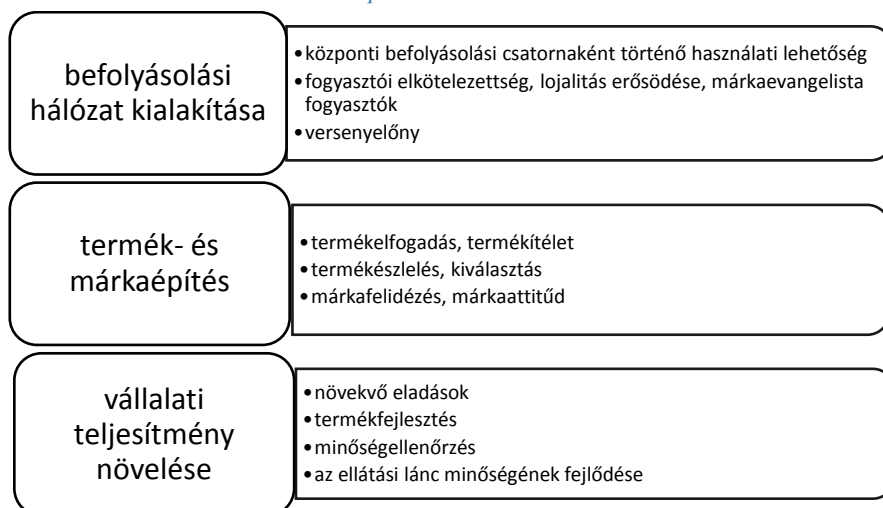 befolyásolási
hálózat kialakítása
•központi befolyásolási csatornaként történő használati lehetőség
•fogyasztói elkötelezettség, lojalitás erősödése, márkaevangelista
fogyasztók
•versenyelőny
termék- és
márkaépítés
•termékelfogadás, termékítélet
•termékészlelés, kiválasztás
•márkafelidézés, márkaattitűd
vállalati
teljesítmény
növelése
•növekvő eladások
•termékfejlesztés
•minőségellenőrzés
•az ellátási lánc minőségének fejlődése